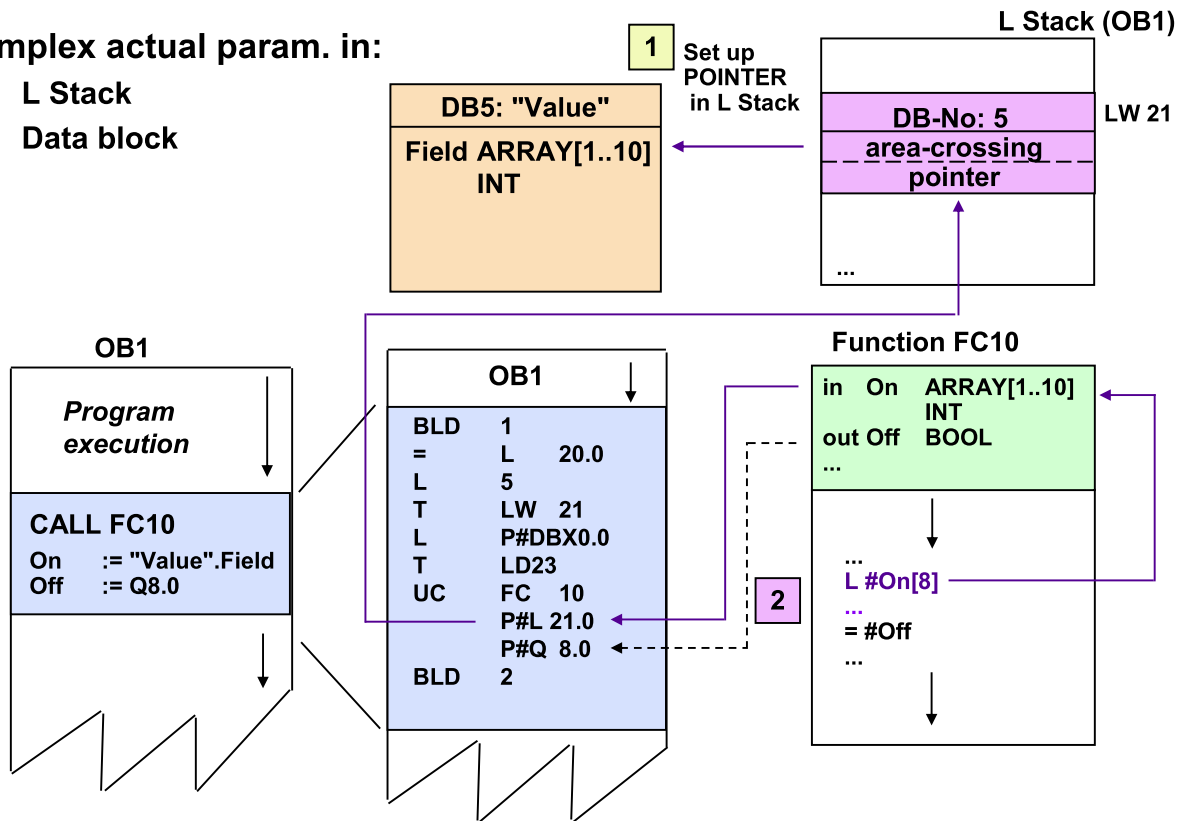 mplex actual param. in:
L Stack
Data block
1
Set up
POINTER
in L Stack
L Stack (OB1)
DB5: "Value"
Field ARRAY[1..10]
INT
DB-No: 5
area-crossing
pointer
LW 21
...
OB1
Program
execution
CALL FC10
On := "Value".Field
Off := Q8.0
OB1
BLD 1
= L 20.0
L 5
T LW 21
L P#DBX0.0
T LD23
UC FC 10
P#L 21.0
P#Q 8.0
BLD 2
2
Function FC10
in On ARRAY[1..10]
INT
out Off BOOL
...
...
L #On[8]
...
= #Off
...